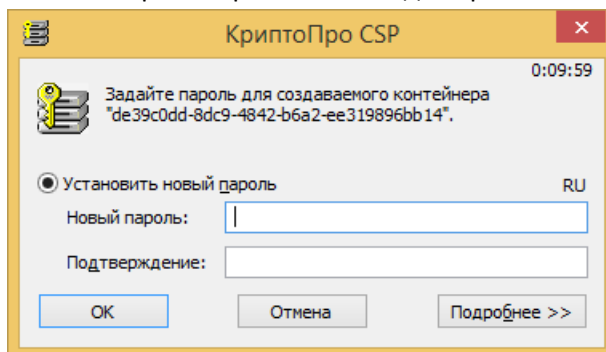 КриптоПро CSP
0:09:59
Задайте пароль для создаваемого контейнера
"de39c0dd-8dc9-4842-b6a2-ee319896bb14".
Установить новый пароль
RU
Новый пароль:
Подтверждение:
OK
Отмена
Подробнее >>